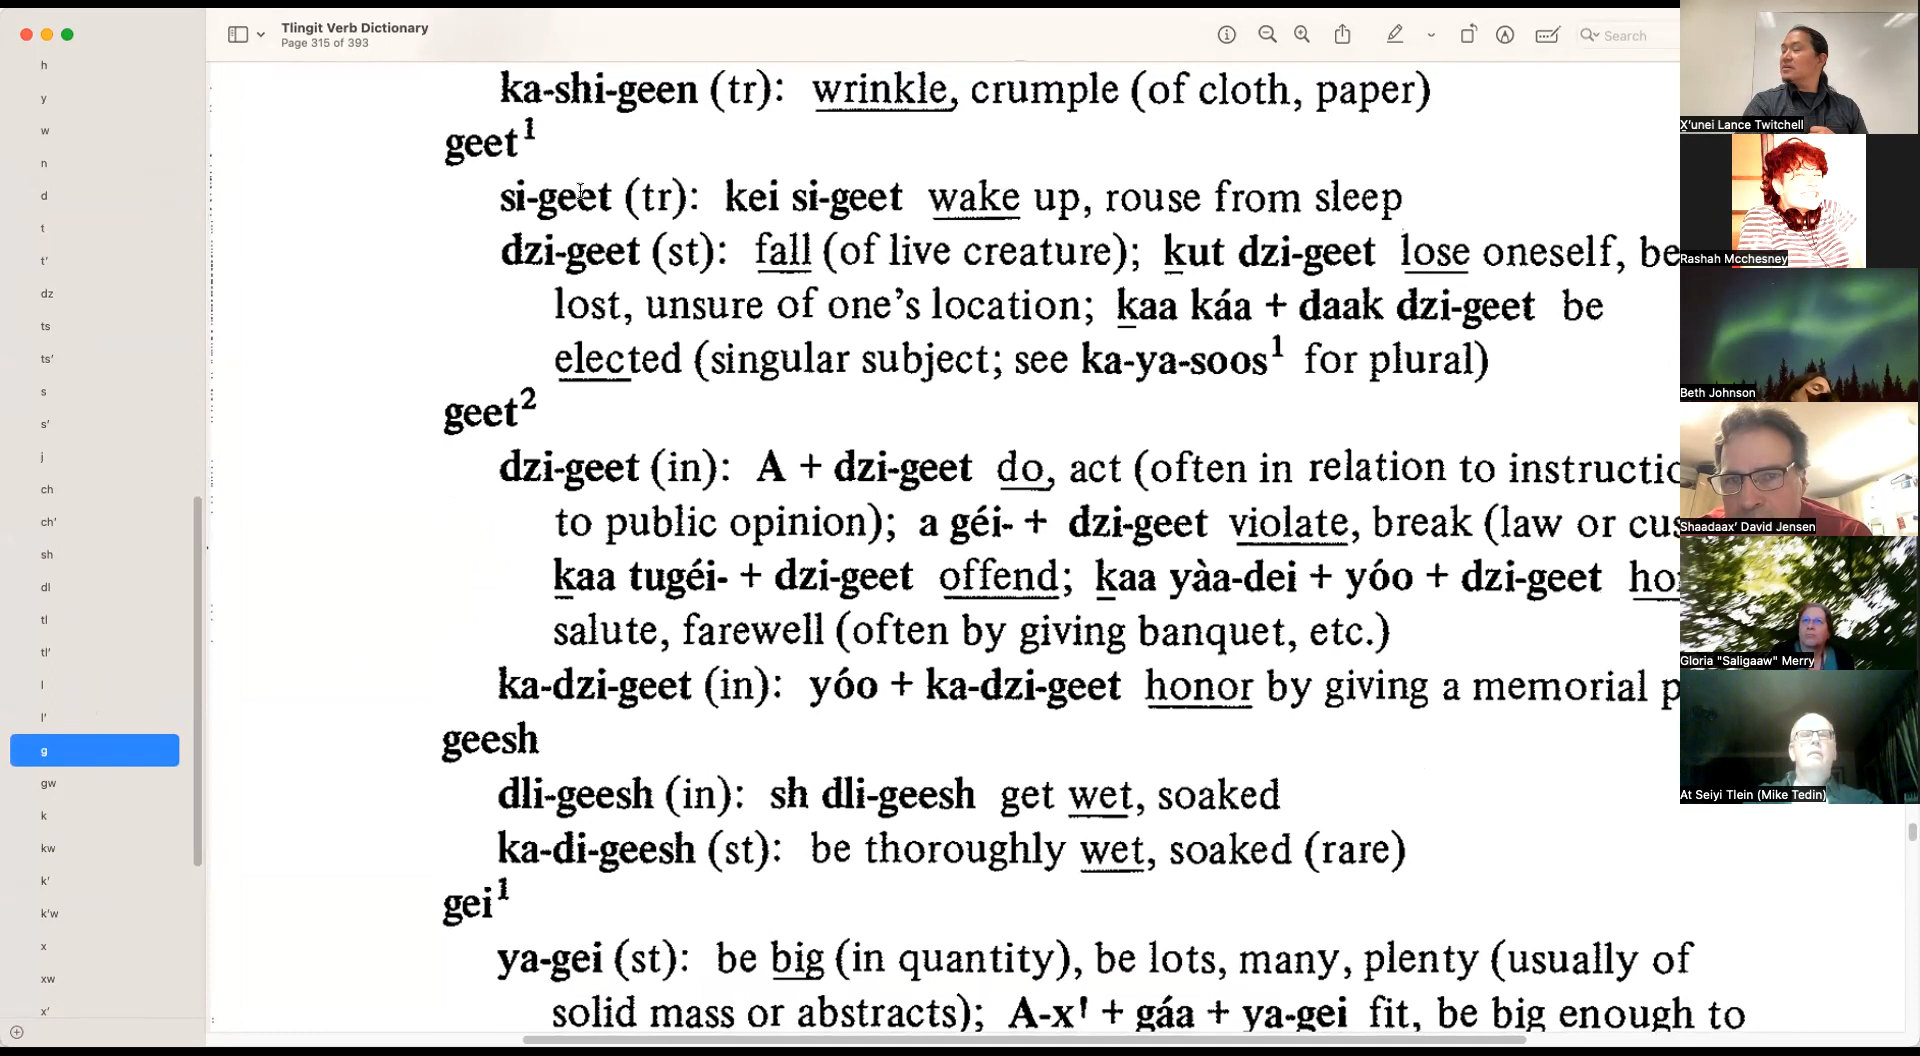 Tlingit Verb Dictionary
Page 315 of 393
Search
h
y
w
n
d
t
t'
dz
ts
ts'
s
s'
j
ch
ch'
sh
dl
tl
tl'
l
l'
g
gw
k
kw
k'
k'w
x
xw
x'
ka-shi-geen (tr): wrinkle, crumple (of cloth, paper)
geet¹
si-geet (tr): kei si-geet wake up, rouse from sleep
dzi-geet (st): fall (of live creature); ḵut dzi-geet lose oneself, be
lost, unsure of one's location; ḵaa káa + daak dzi-geet be
elected (singular subject; see ka-ya-soos¹ for plural)
geet²
dzi-geet (in): A + dzi-geet do, act (often in relation to instructio
to public opinion); a géi- + dzi-geet violate, break (law or cus
ḵaa tugéi- + dzi-geet offend; ḵaa yàa-dei + yóo + dzi-geet ho
salute, farewell (often by giving banquet, etc.)
ka-dzi-geet (in): yóo + ka-dzi-geet honor by giving a memorial p
geesh
dli-geesh (in): sh dli-geesh get wet, soaked
ka-di-geesh (st): be thoroughly wet, soaked (rare)
gei¹
ya-gei (st): be big (in quantity), be lots, many, plenty (usually of
solid mass or abstracts); A-x' + gáa + ya-gei fit, be big enough to
X̱'unei Lance Twitchell
Rashah Mcchesney
Beth Johnson
Shaadaax' David Jensen
Gloria "Saligaaw" Merry
At Seiyi Tlein (Mike Tedin)